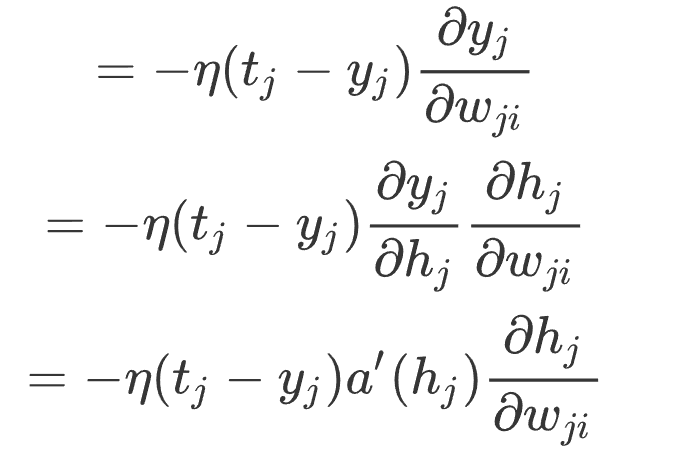 = −η(t_j − y_j) ∂y_j/∂w_ji
= −η(t_j − y_j) ∂y_j/∂h_j ∂h_j/∂w_ji
= −η(t_j − y_j)a′(h_j) ∂h_j/∂w_ji